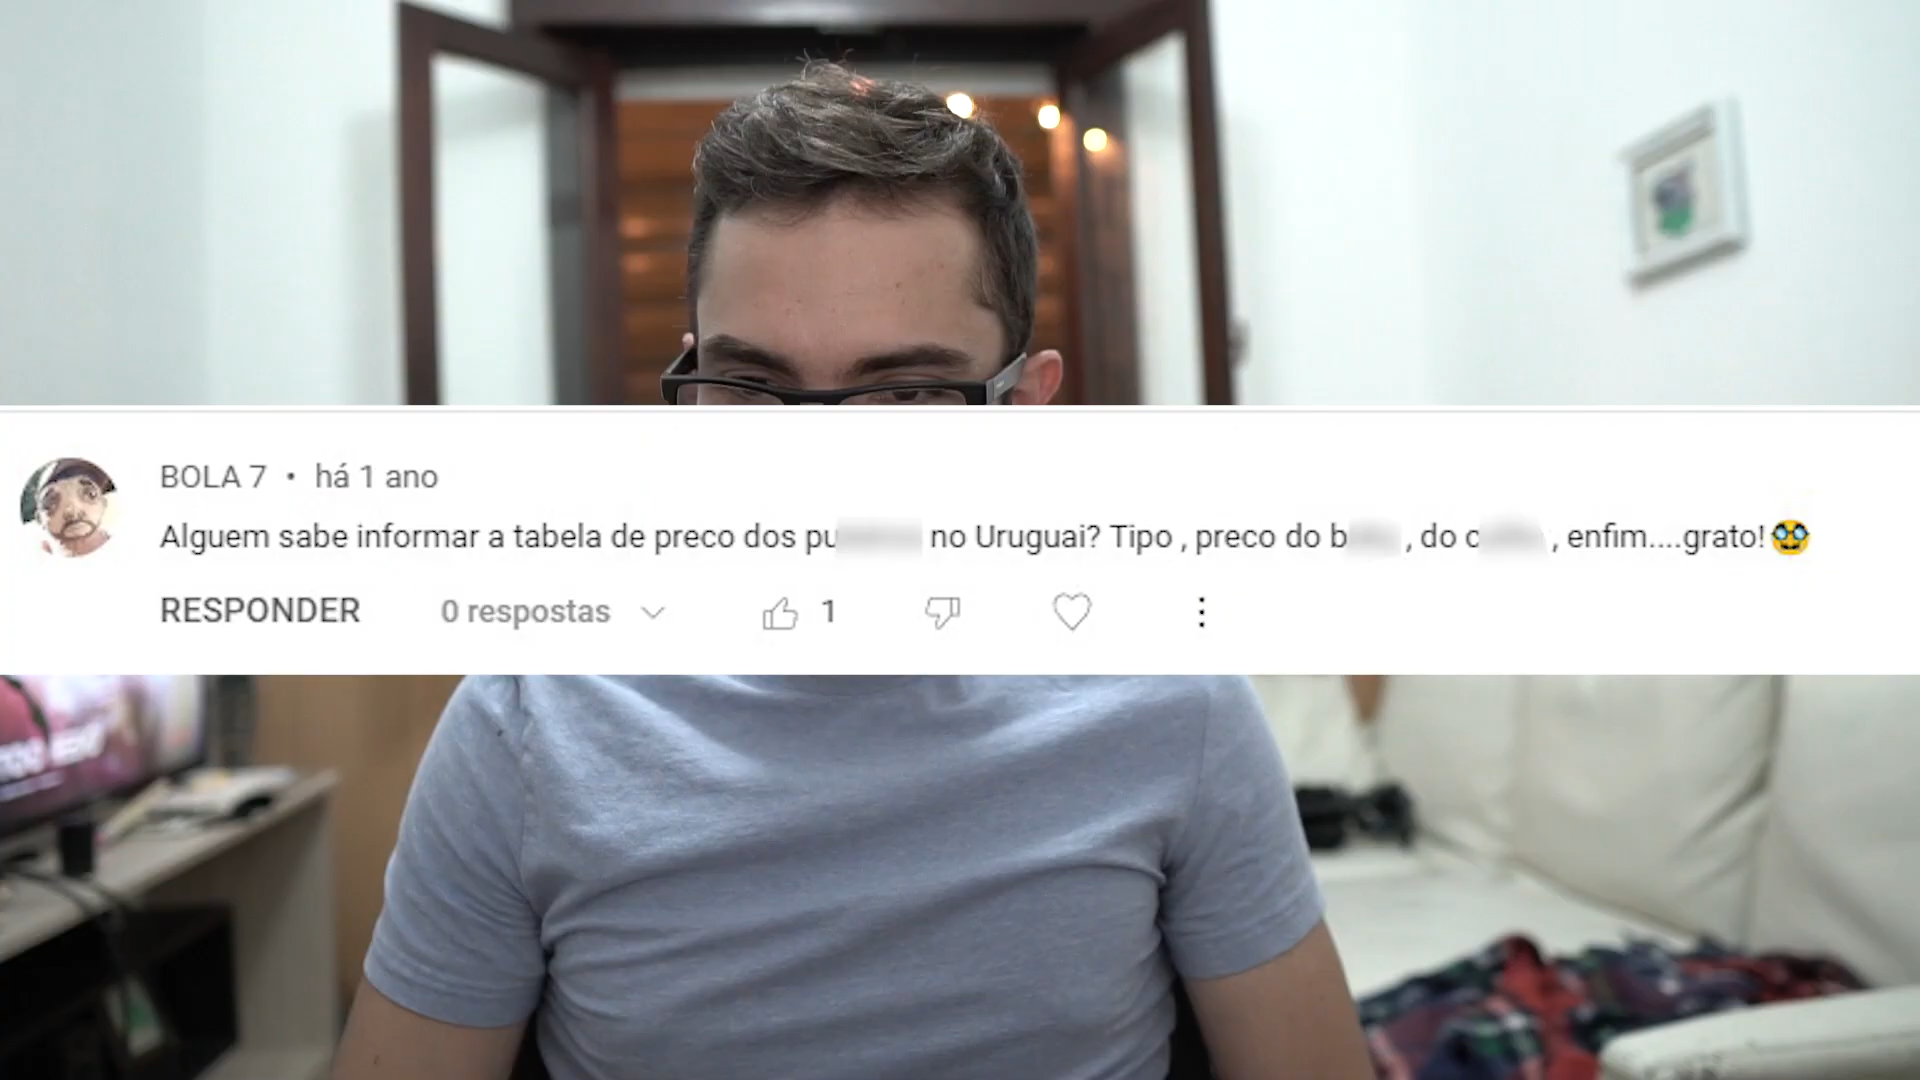 BOLA 7 • há 1 ano
Alguem sabe informar a tabela de preco dos pu no Uruguai? Tipo , preco do b , do c , enfim....grato!🥸
RESPONDER 0 respostas 1